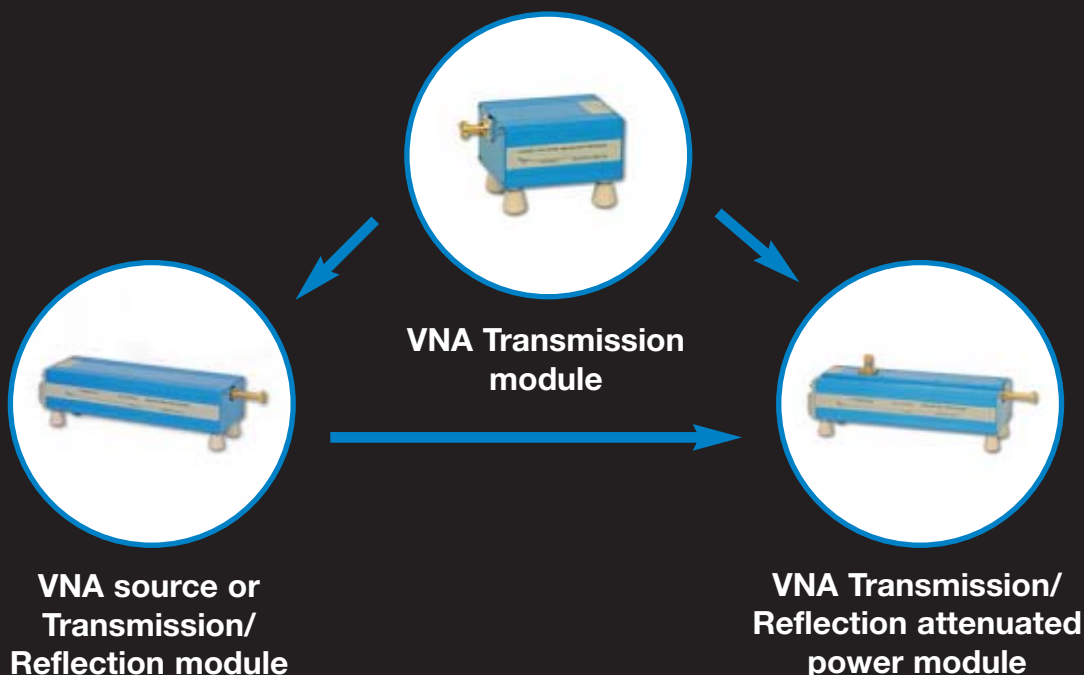 VNA Transmission
module
VNA source or
Transmission/
Reflection module
VNA Transmission/
Reflection attenuated
power module